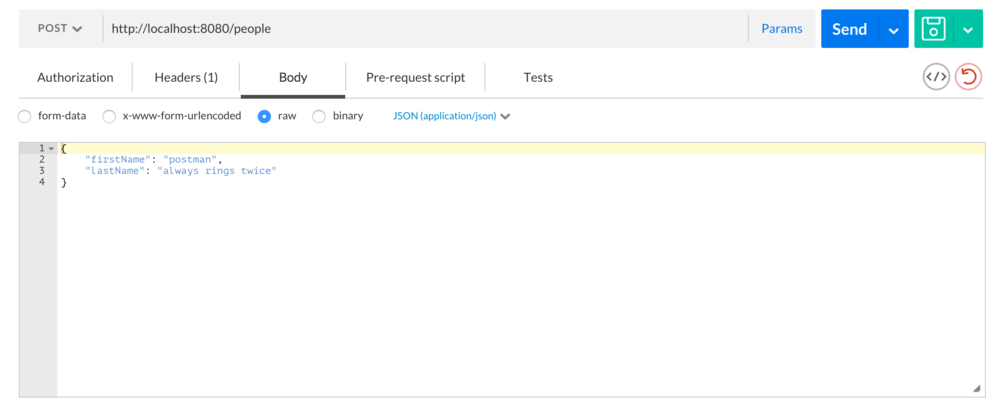 POST http://localhost:8080/people Params Send
Authorization Headers (1) Body Pre-request script Tests </>
form-data x-www-form-urlencoded raw binary JSON (application/json)
1 {
2 "firstName": "postman",
3 "lastName": "always rings twice"
4 }